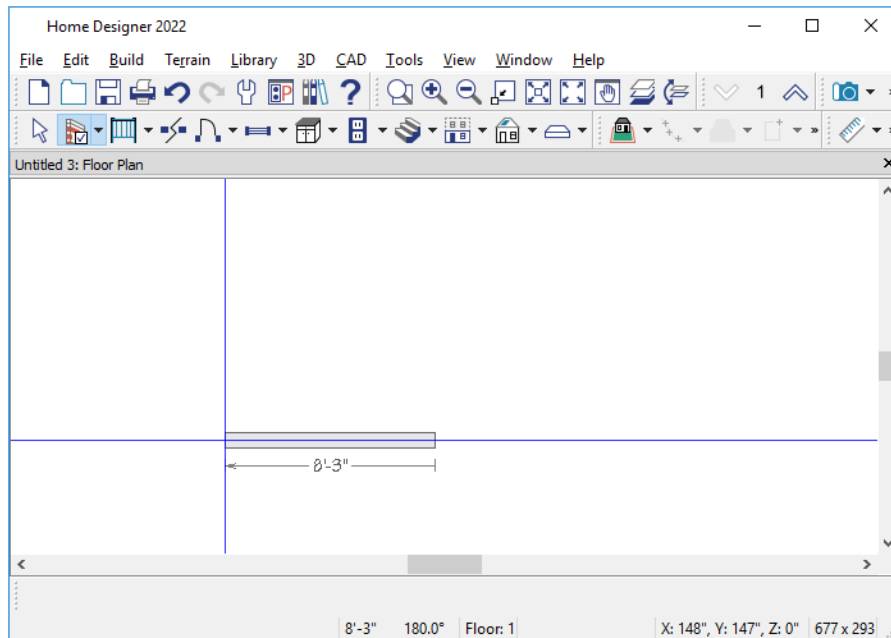 Home Designer 2022
File Edit Build Terrain Library 3D CAD Tools View Window Help
P ? 1 »
»
Untitled 3: Floor Plan
8'-3"
8'-3" 180.0° Floor: 1 X: 148", Y: 147", Z: 0" 677 x 293